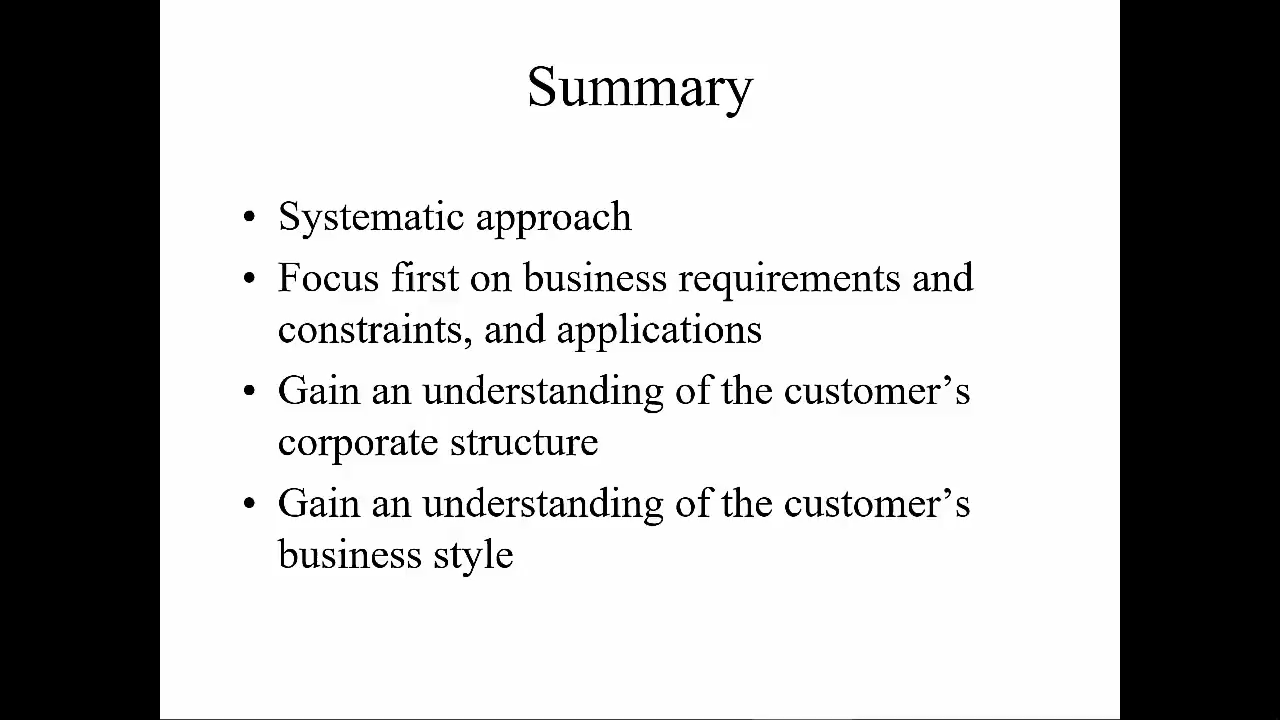 Summary
• Systematic approach
• Focus first on business requirements and
constraints, and applications
• Gain an understanding of the customer’s
corporate structure
• Gain an understanding of the customer’s
business style